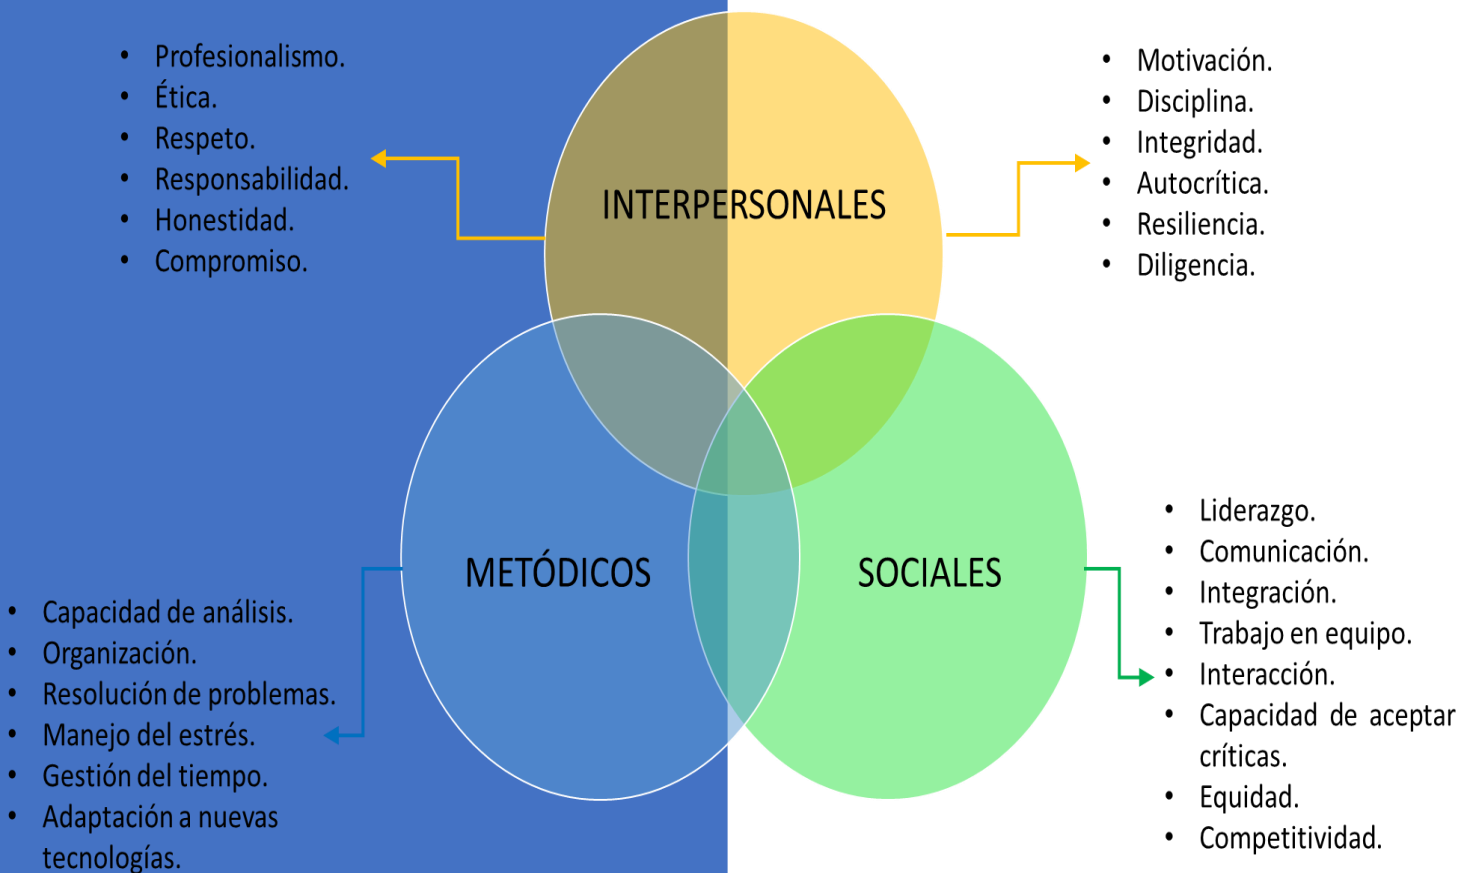 • Profesionalismo.
• Ética.
• Respeto.
• Responsabilidad.
• Honestidad.
• Compromiso.
INTERPERSONALES
• Motivación.
• Disciplina.
• Integridad.
• Autocrítica.
• Resiliencia.
• Diligencia.
METÓDICOS
• Capacidad de análisis.
• Organización.
• Resolución de problemas.
• Manejo del estrés.
• Gestión del tiempo.
• Adaptación a nuevas
tecnologías.
SOCIALES
• Liderazgo.
• Comunicación.
• Integración.
• Trabajo en equipo.
• Interacción.
• Capacidad de aceptar
críticas.
• Equidad.
• Competitividad.